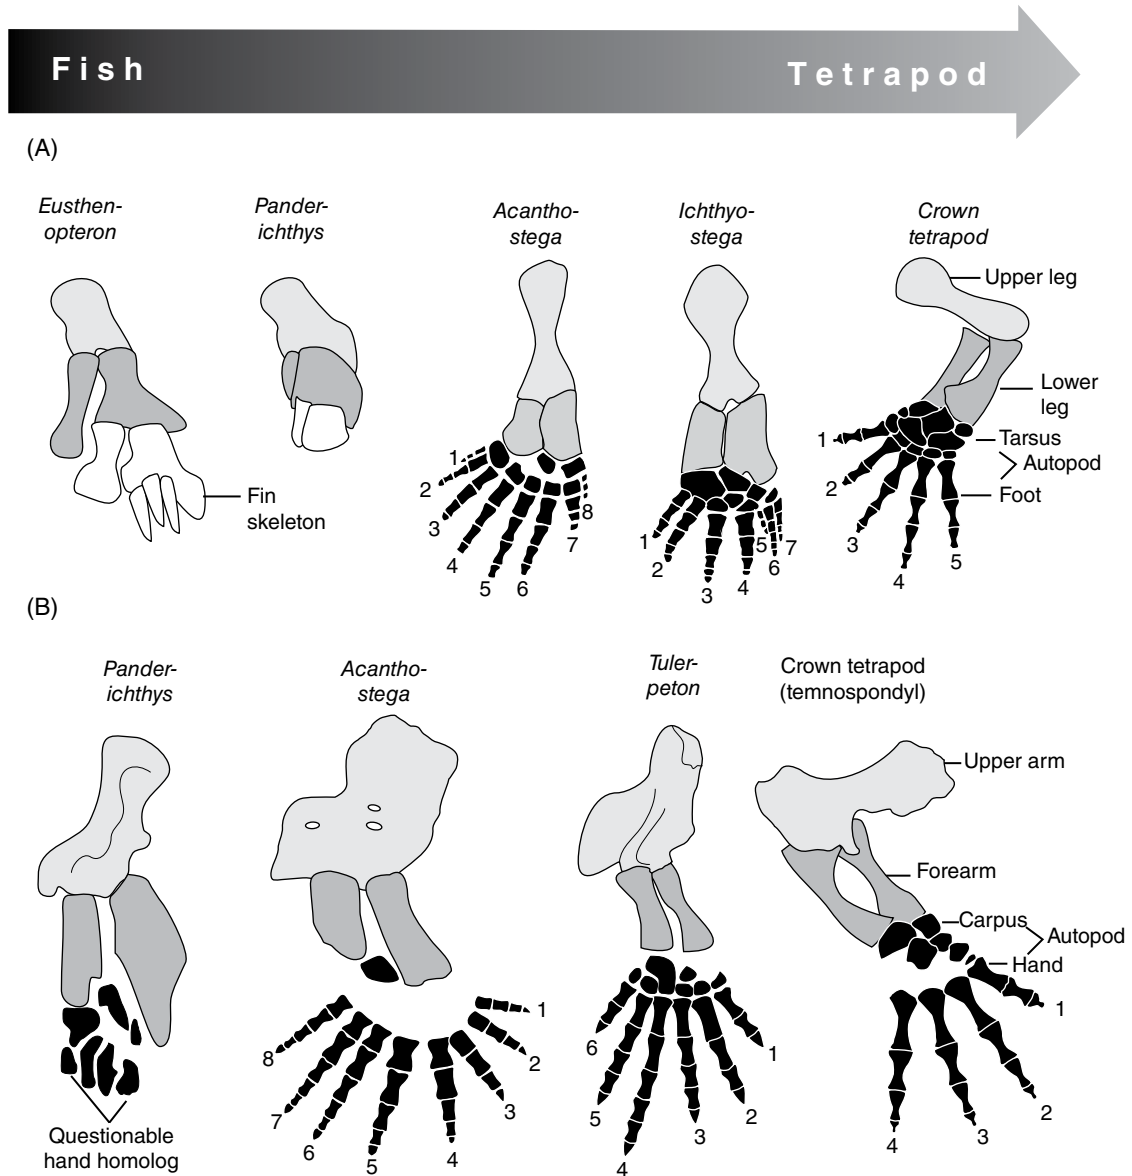 Fish
Tetrapod
(A)
Eusthen-
opteron
Pander-
ichthys
Acantho-
stega
Ichthyo-
stega
Crown
tetrapod
Upper leg
Lower
leg
Tarsus
Autopod
Foot
Fin
skeleton
1
2
3
4
5
6
7
8
1
2
3
4
5
6
7
1
2
3
4
5
(B)
Pander-
ichthys
Acantho-
stega
Tuler-
peton
Crown tetrapod
(temnospondyl)
Upper arm
Forearm
Carpus
Autopod
Hand
Questionable
hand homolog
8
7
6
5
4
3
2
1
6
5
4
3
2
1
4
3
2
1